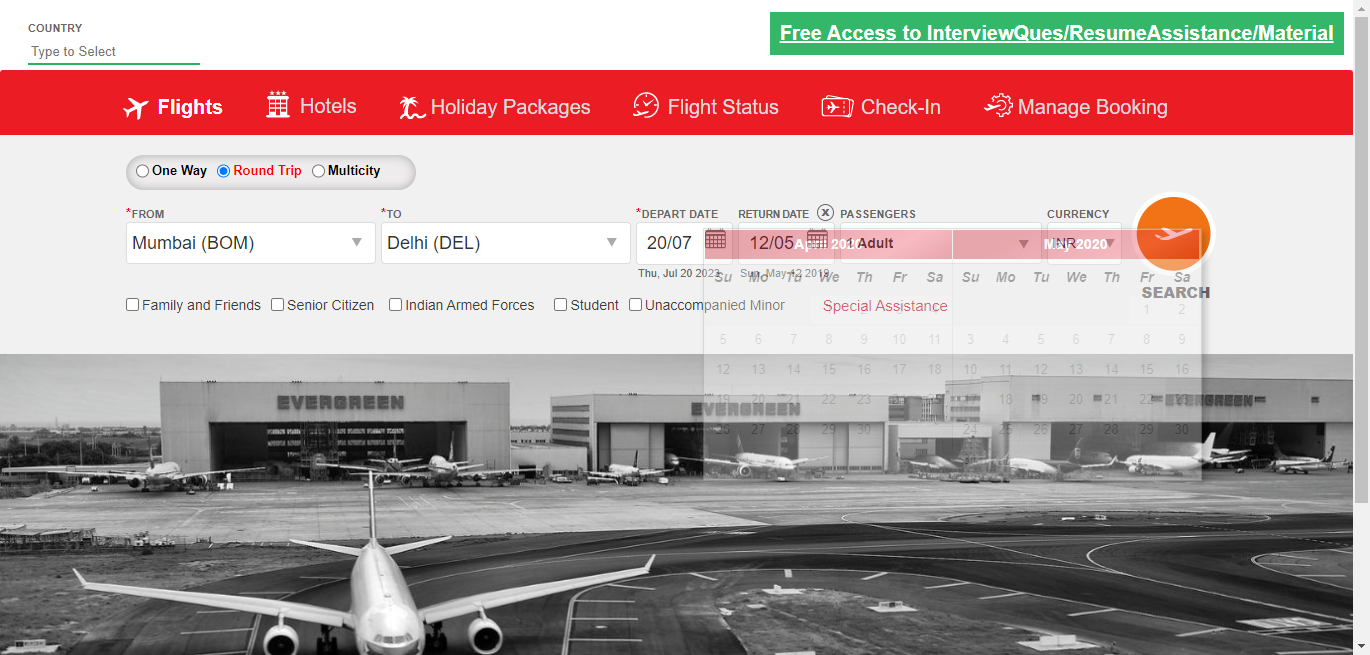 COUNTRY
Type to Select
Free Access to InterviewQues/ResumeAssistance/Material
Flights Hotels Holiday Packages Flight Status Check-In Manage Booking
One Way Round Trip Multicity
*FROM *TO *DEPART DATE RETURN DATE X PASSENGERS CURRENCY
Mumbai (BOM) Delhi (DEL) 20/07 12/05 1 Adult INR
April 2020 May 2020
Thu, Jul 20 2023 Sun, May 12 2019
Su Mo Tu We Th Fr Sa Su Mo Tu We Th Fr Sa
SEARCH
Family and Friends Senior Citizen Indian Armed Forces Student Unaccompanied Minor Special Assistance
1 2
5 6 7 8 9 10 11 3 4 5 6 7 8 9
12 13 14 15 16 17 18 10 11 12 13 14 15 16
19 20 21 22 23 17 18 19 20 21 22 23
27 28 29 30 24 25 26 27 28 29 30
EVERGREEN
EVERGREEN
EVERGREEN